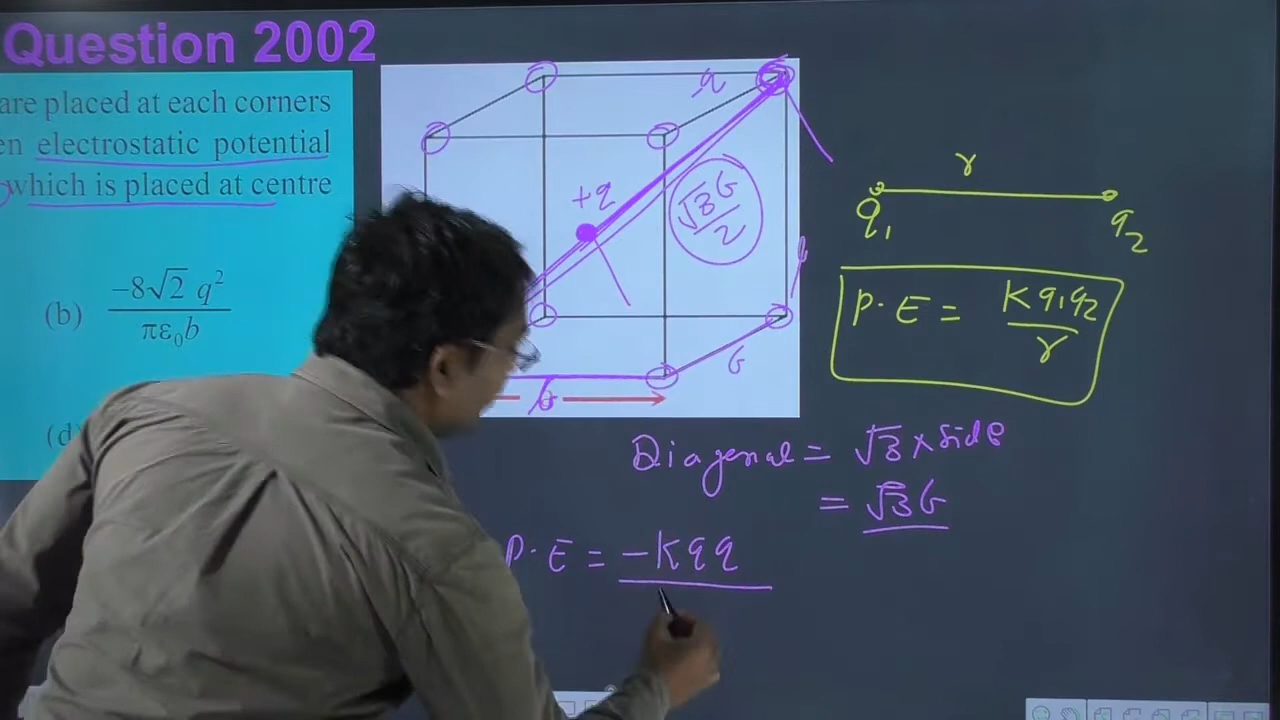 Question 2002
are placed at each corners
en electrostatic potential
which is placed at centre
(b) −8√2 q² / πε₀b
(d
q
+q
√3b/2
b
b
r
q₁ q₂
P.E = Kq₁q₂ / r
Diagonal = √3 × side
= √3b
P.E = −Kqq